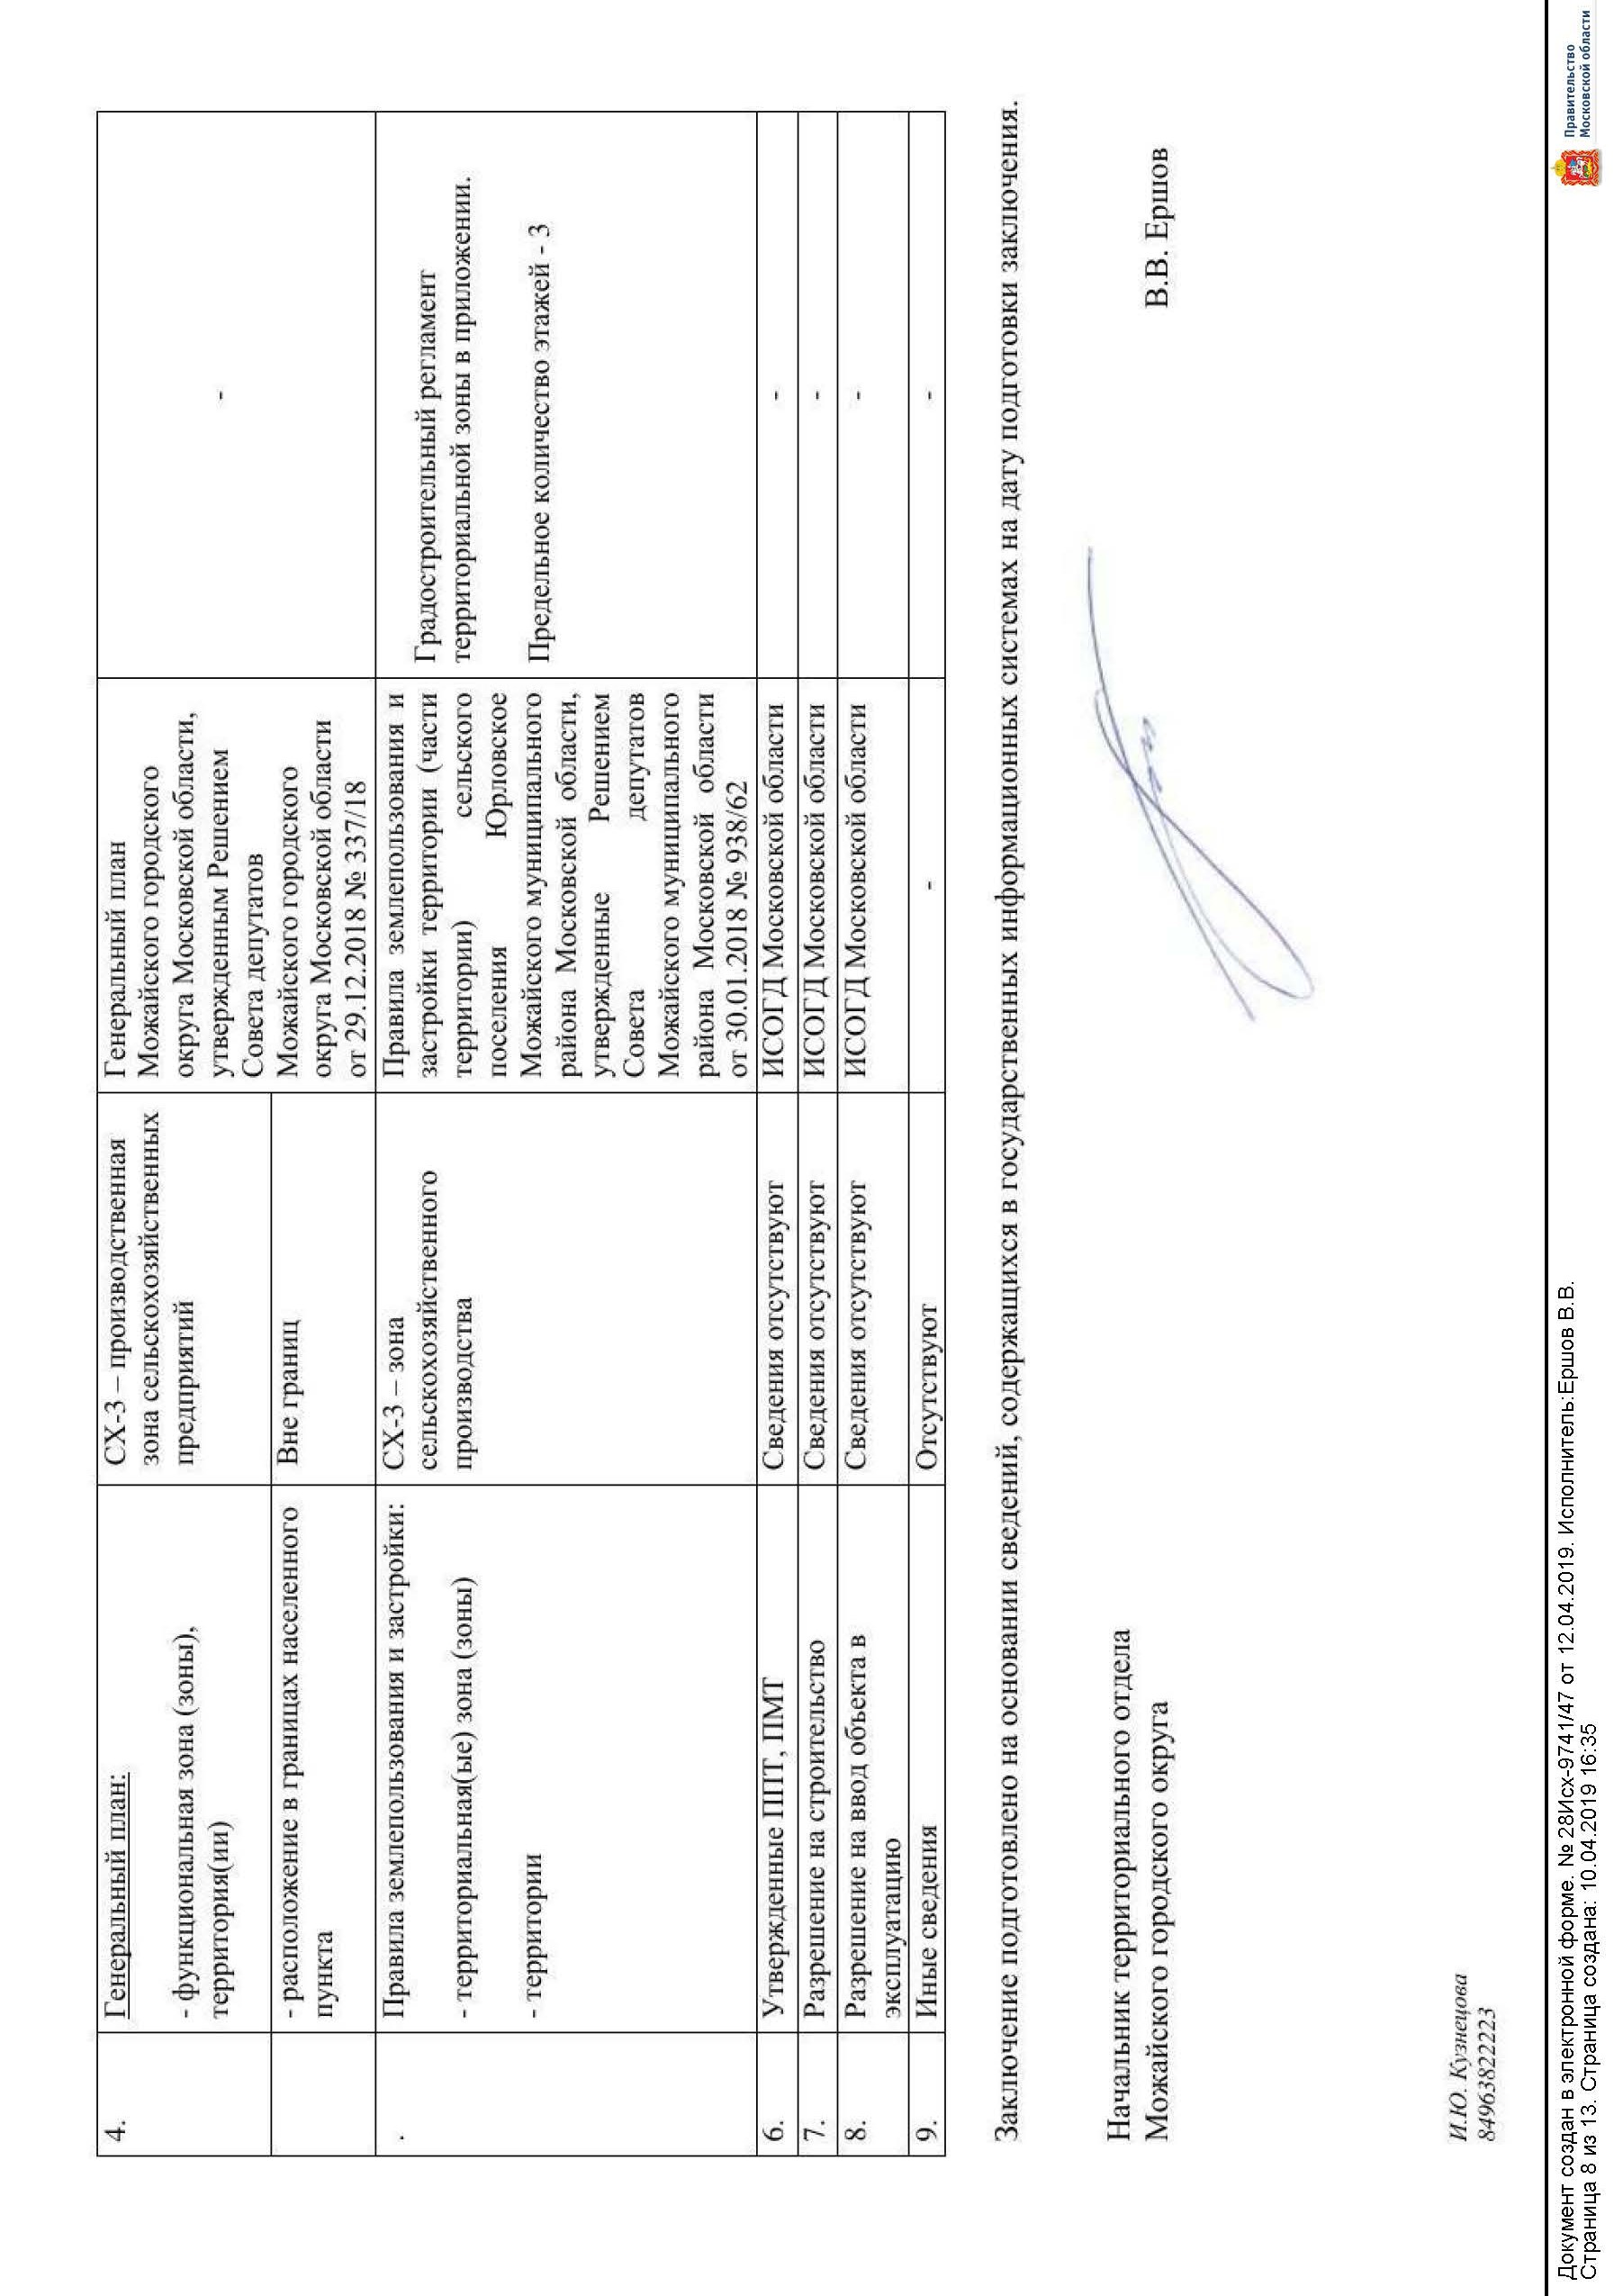 4.
Генеральный план:
- функциональная зона (зоны),
территория(ии)
СХ-3 – производственная
зона сельскохозяйственных
предприятий
Генеральный план
Можайского городского
округа Московской области,
утвержденным Решением
Совета депутатов
Можайского городского
округа Московской области
от 29.12.2018 № 337/18
-
- расположение в границах населенного
пункта
Вне границ
.
Правила землепользования и застройки:
- территориальная(ые) зона (зоны)
- территории
СХ-3 – зона
сельскохозяйственного
производства
Правила землепользования и
застройки территории (части
территории) сельского
поселения Юрловское
Можайского муниципального
района Московской области,
утвержденные Решением
Совета депутатов
Можайского муниципального
района Московской области
от 30.01.2018 № 938/62
Градостроительный регламент
территориальной зоны в приложении.
Предельное количество этажей - 3
6. Утвержденные ППТ, ПМТ Сведения отсутствуют ИСОГД Московской области -
7. Разрешение на строительство Сведения отсутствуют ИСОГД Московской области -
8. Разрешение на ввод объекта в Сведения отсутствуют ИСОГД Московской области -
эксплуатацию
9. Иные сведения Отсутствуют - -
Заключение подготовлено на основании сведений, содержащихся в государственных информационных системах на дату подготовки заключения.
Начальник территориального отдела
Можайского городского округа В.В. Ершов
И.Ю. Кузнецова
84963822223
Документ создан в электронной форме. № 28Исх-9741/47 от 12.04.2019. Исполнитель:Ершов В.В.
Страница 8 из 13. Страница создана: 10.04.2019 16:35
Правительство
Московской области